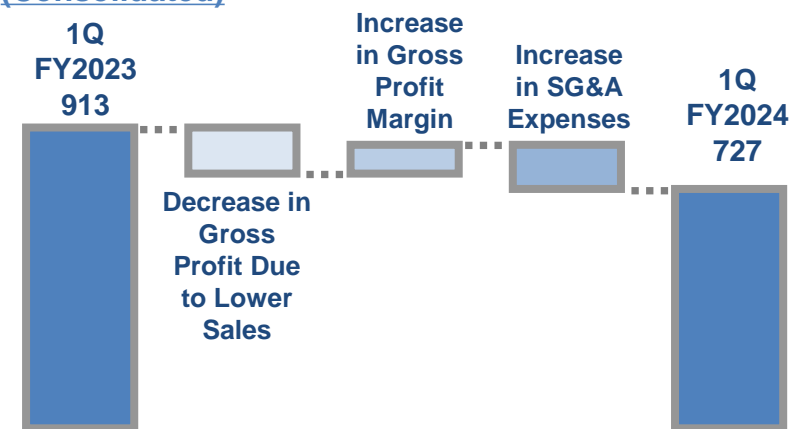 (Consolidated)
1Q
FY2023
913
Decrease in
Gross
Profit Due
to Lower
Sales
Increase
in Gross
Profit
Margin
Increase
in SG&A
Expenses
1Q
FY2024
727